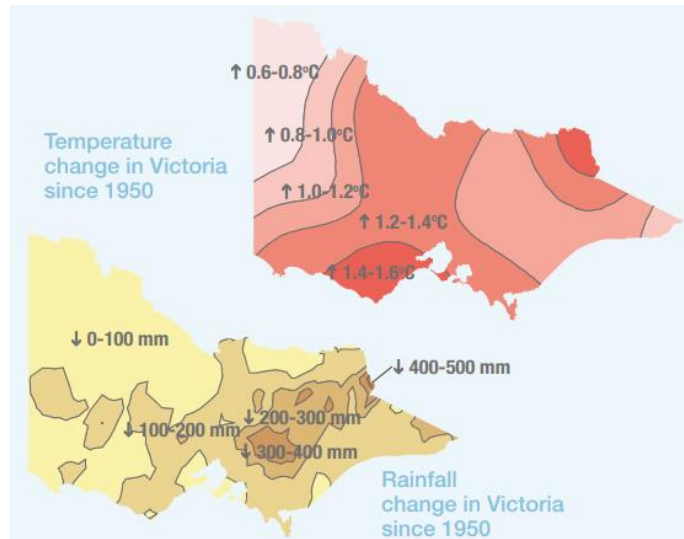 ↑ 0.6-0.8°C
↑ 0.8-1.0°C
Temperature
change in Victoria
since 1950
↑ 1.0-1.2°C
↑ 1.2-1.4°C
↑ 1.4-1.6°C
↓ 0-100 mm
↓ 400-500 mm
↓ 200-300 mm
↓ 100-200 mm
↓ 300-400 mm
Rainfall
change in Victoria
since 1950